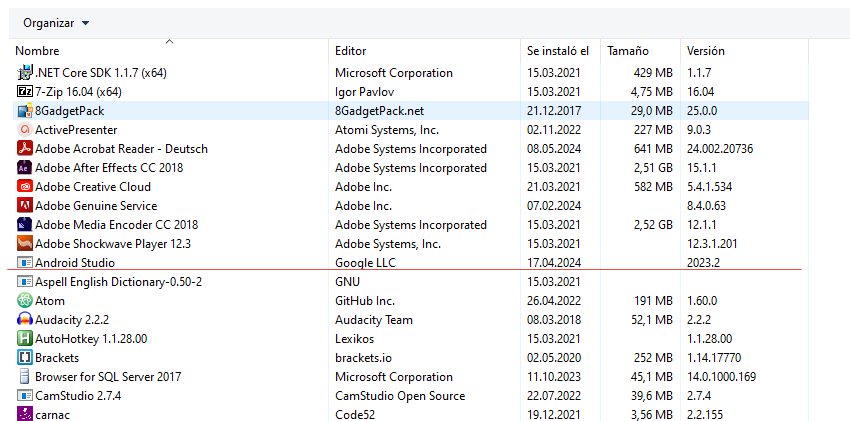 Organizar
Nombre Editor Se instaló el Tamaño Versión
.NET Core SDK 1.1.7 (x64) Microsoft Corporation 15.03.2021 429 MB 1.1.7
7-Zip 16.04 (x64) Igor Pavlov 15.03.2021 4,75 MB 16.04
8GadgetPack 8GadgetPack.net 21.12.2017 29,0 MB 25.0.0
ActivePresenter Atomi Systems, Inc. 02.11.2022 227 MB 9.0.3
Adobe Acrobat Reader - Deutsch Adobe Systems Incorporated 08.05.2024 641 MB 24.002.20736
Adobe After Effects CC 2018 Adobe Systems Incorporated 15.03.2021 2,51 GB 15.1.1
Adobe Creative Cloud Adobe Inc. 21.03.2021 582 MB 5.4.1.534
Adobe Genuine Service Adobe Inc. 07.02.2024 8.4.0.63
Adobe Media Encoder CC 2018 Adobe Systems Incorporated 15.03.2021 2,52 GB 12.1.1
Adobe Shockwave Player 12.3 Adobe Systems, Inc. 15.03.2021 12.3.1.201
Android Studio Google LLC 17.04.2024 2023.2
Aspell English Dictionary-0.50-2 GNU 15.03.2021
Atom GitHub Inc. 26.04.2022 191 MB 1.60.0
Audacity 2.2.2 Audacity Team 08.03.2018 52,1 MB 2.2.2
AutoHotkey 1.1.28.00 Lexikos 15.03.2021 1.1.28.00
Brackets brackets.io 02.05.2020 252 MB 1.14.17770
Browser for SQL Server 2017 Microsoft Corporation 11.10.2023 45,1 MB 14.0.1000.169
CamStudio 2.7.4 CamStudio Open Source 22.07.2022 39,6 MB 2.7.4
carnac Code52 19.12.2021 3,56 MB 2.2.155